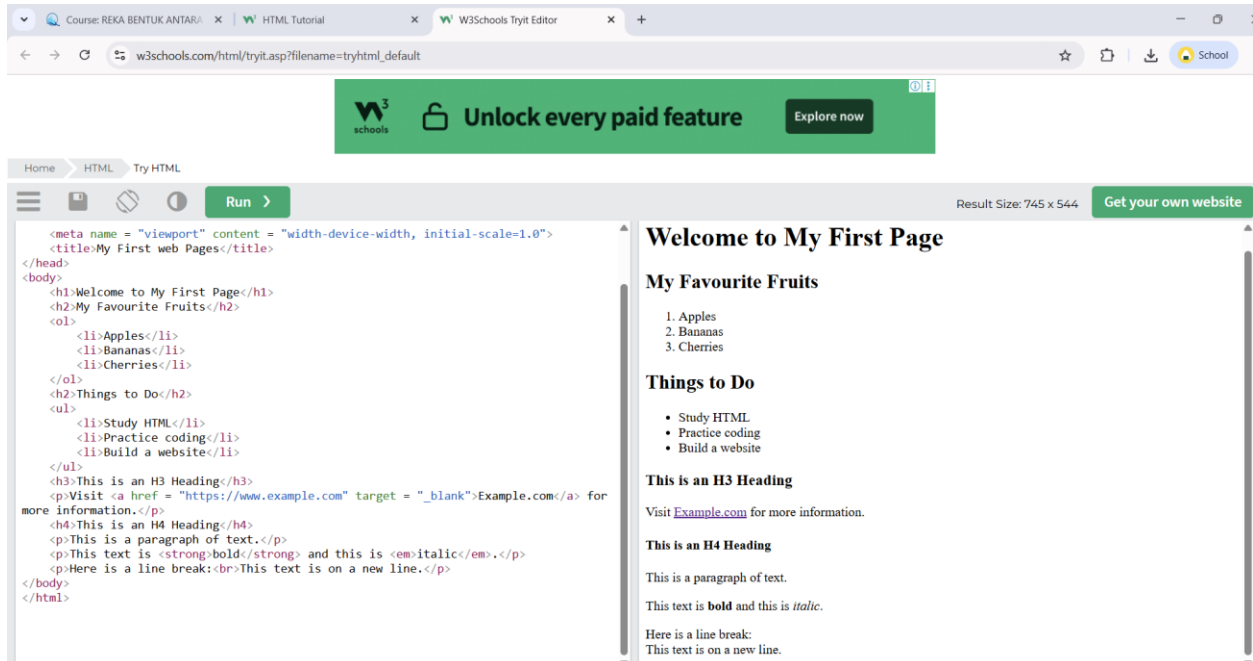 Course: REKA BENTUK ANTARA
HTML Tutorial
W3Schools Tryit Editor
w3schools.com/html/tryit.asp?filename=tryhtml_default
School
W3 schools
Unlock every paid feature
Explore now
Home
HTML
Try HTML
Run ❯
Result Size: 745 x 544
Get your own website
<meta name = "viewport" content = "width-device-width, initial-scale=1.0">
<title>My First web Pages</title>
</head>
<body>
<h1>Welcome to My First Page</h1>
<h2>My Favourite Fruits</h2>
<ol>
<li>Apples</li>
<li>Bananas</li>
<li>Cherries</li>
</ol>
<h2>Things to Do</h2>
<ul>
<li>Study HTML</li>
<li>Practice coding</li>
<li>Build a website</li>
</ul>
<h3>This is an H3 Heading</h3>
<p>Visit <a href = "https://www.example.com" target = "_blank">Example.com</a> for
more information.</p>
<h4>This is an H4 Heading</h4>
<p>This is a paragraph of text.</p>
<p>This text is <strong>bold</strong> and this is <em>italic</em>.</p>
<p>Here is a line break:<br>This text is on a new line.</p>
</body>
</html>
Welcome to My First Page
My Favourite Fruits
1. Apples
2. Bananas
3. Cherries
Things to Do
• Study HTML
• Practice coding
• Build a website
This is an H3 Heading
Visit Example.com for more information.
This is an H4 Heading
This is a paragraph of text.
This text is bold and this is italic.
Here is a line break:
This text is on a new line.